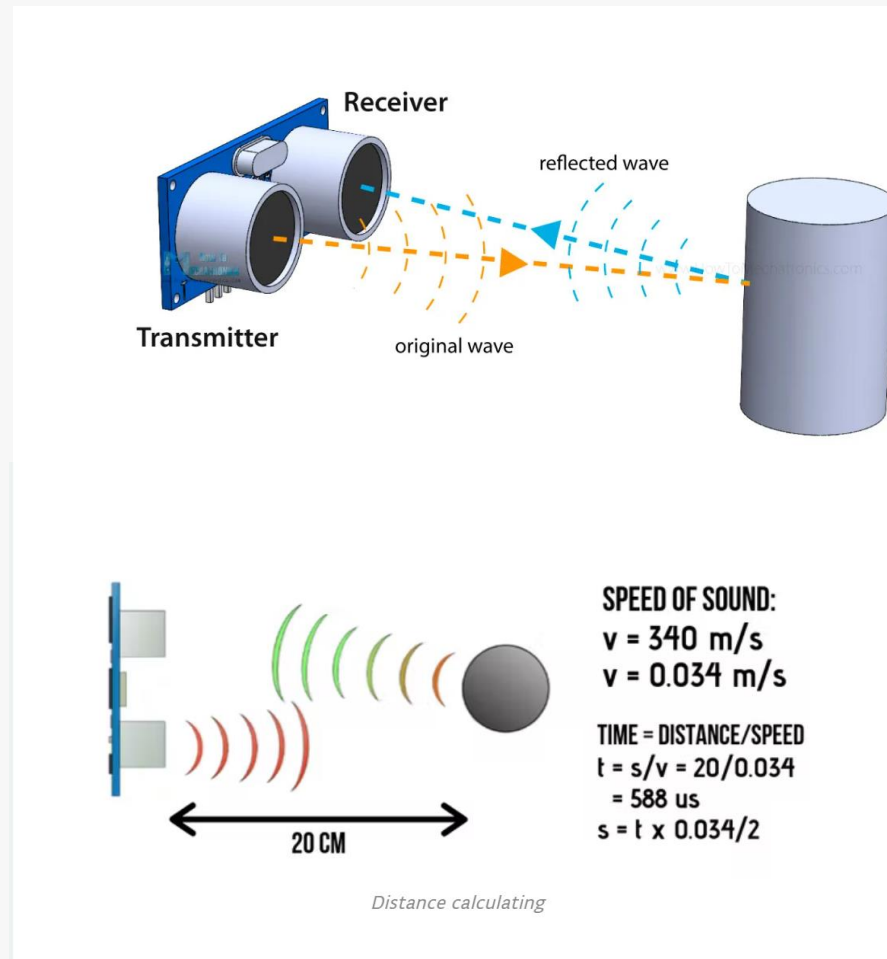 Receiver
reflected wave
Transmitter
original wave
SPEED OF SOUND:
v = 340 m/s
v = 0.034 m/s
TIME = DISTANCE/SPEED
t = s/v = 20/0.034
= 588 us
s = t x 0.034/2
20 CM
Distance calculating